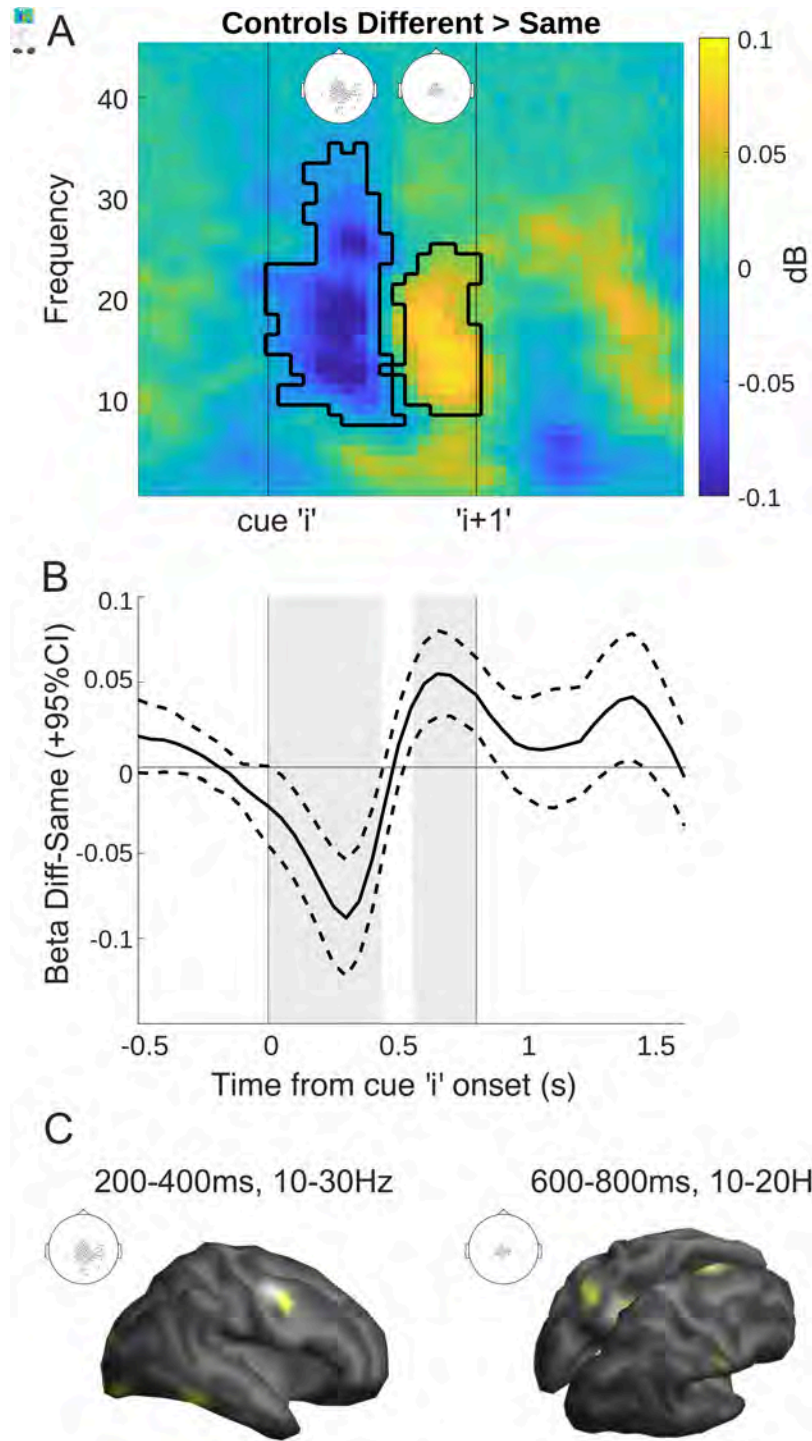 A
Controls Different > Same
0.1
40
0.05
30
Frequency
0
dB
20
-0.05
10
-0.1
cue 'i'
'i+1'
B
0.1
0.05
0
-0.05
-0.1
Beta Diff-Same (+95%CI)
-0.5
0
0.5
1
1.5
Time from cue 'i' onset (s)
C
200-400ms, 10-30Hz
600-800ms, 10-20H